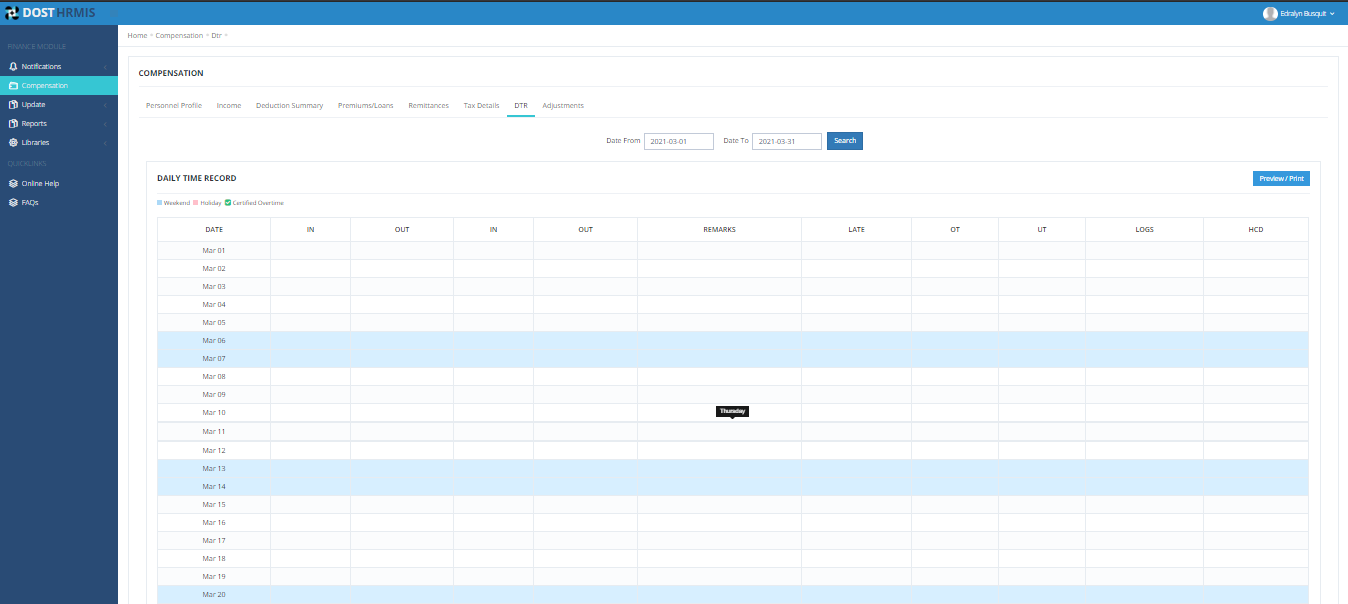 DOST HRMIS
Edralyn Busquit
FINANCE MODULE
Notifications
Compensation
Update
Reports
Libraries
QUICKLINKS
Online Help
FAQs
Home Compensation Dtr
COMPENSATION
Personnel Profile Income Deduction Summary Premiums/Loans Remittances Tax Details DTR Adjustments
Date From 2021-03-01 Date To 2021-03-31 Search
DAILY TIME RECORD
Preview / Print
Weekend Holiday Certified Overtime
DATE IN OUT IN OUT REMARKS LATE OT UT LOGS HCD
Mar 01
Mar 02
Mar 03
Mar 04
Mar 05
Mar 06
Mar 07
Mar 08
Mar 09
Mar 10
Thursday
Mar 11
Mar 12
Mar 13
Mar 14
Mar 15
Mar 16
Mar 17
Mar 18
Mar 19
Mar 20